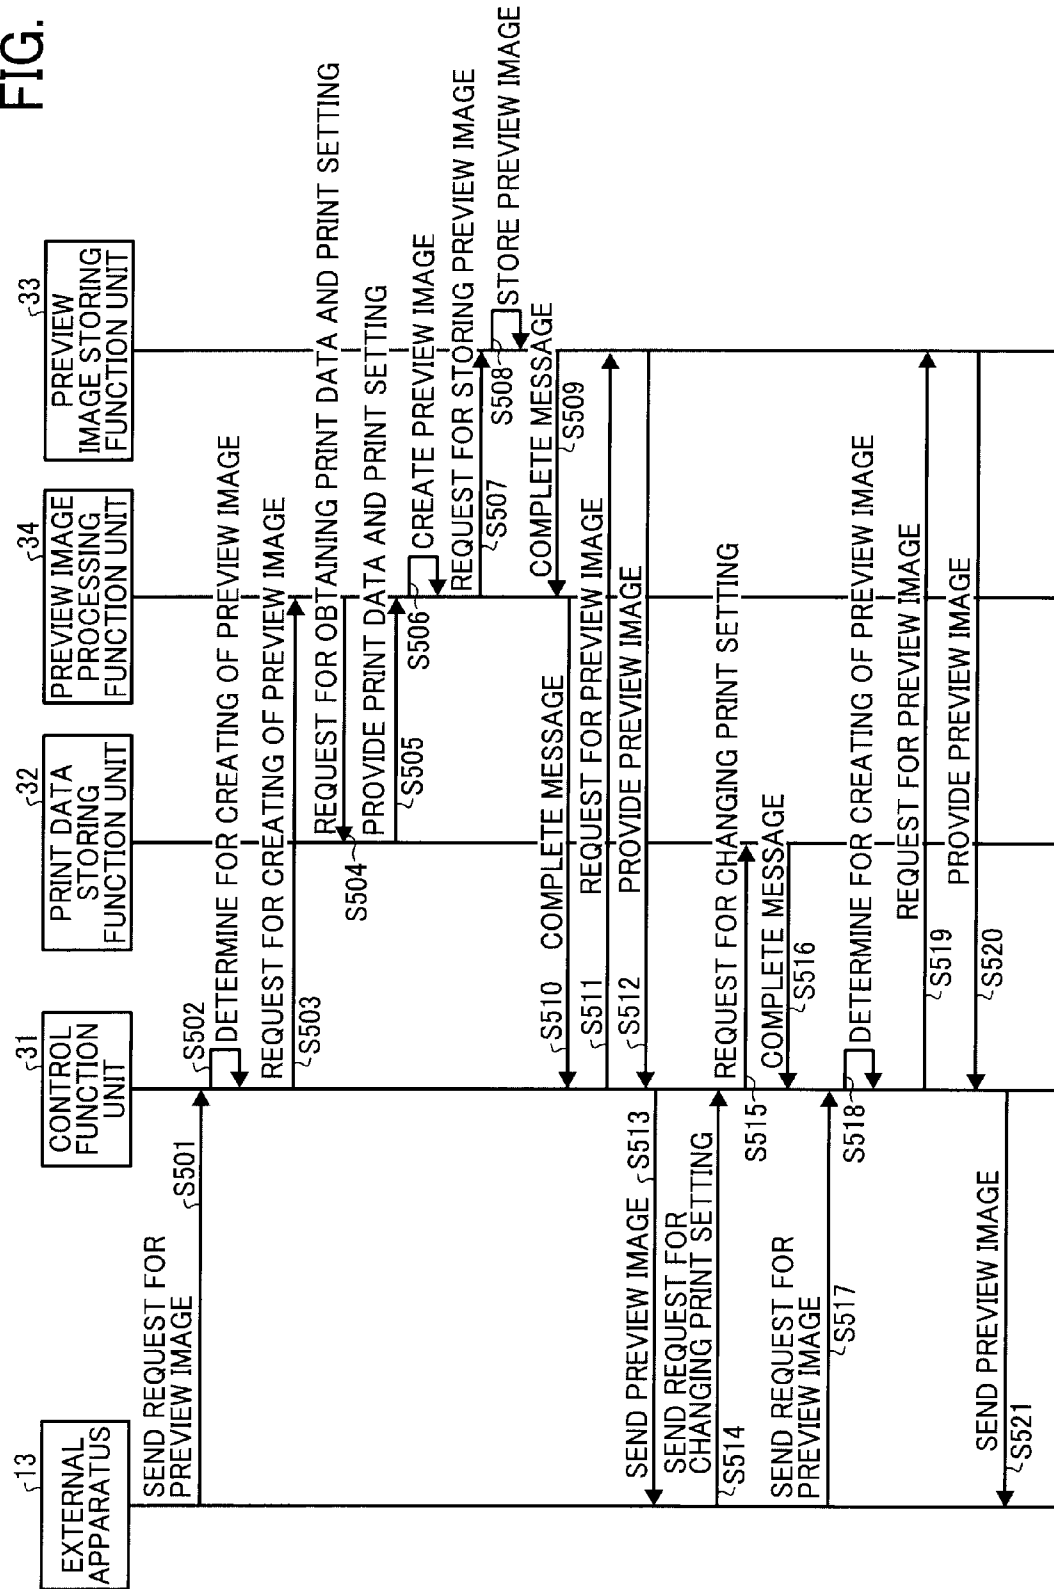 FIG.
13
EXTERNAL
APPARATUS
31
CONTROL
FUNCTION
UNIT
32
PRINT DATA
STORING
FUNCTION UNIT
34
PREVIEW IMAGE
PROCESSING
FUNCTION UNIT
33
PREVIEW
IMAGE STORING
FUNCTION UNIT
SEND REQUEST FOR
PREVIEW IMAGE
S501
S502
DETERMINE FOR CREATING OF PREVIEW IMAGE
REQUEST FOR CREATING OF PREVIEW IMAGE
S503
REQUEST FOR OBTAINING PRINT DATA AND PRINT SETTING
S504
PROVIDE PRINT DATA AND PRINT SETTING
S505
CREATE PREVIEW IMAGE
S506
REQUEST FOR STORING PREVIEW IMAGE
S507
S508
STORE PREVIEW IMAGE
COMPLETE MESSAGE
S509
S510
COMPLETE MESSAGE
S511
REQUEST FOR PREVIEW IMAGE
S512
PROVIDE PREVIEW IMAGE
SEND PREVIEW IMAGE
S513
SEND REQUEST FOR
CHANGING PRINT SETTING
S514
REQUEST FOR CHANGING PRINT SETTING
S515
COMPLETE MESSAGE
S516
SEND REQUEST FOR
PREVIEW IMAGE
S517
S518
DETERMINE FOR CREATING OF PREVIEW IMAGE
REQUEST FOR PREVIEW IMAGE
S519
PROVIDE PREVIEW IMAGE
S520
SEND PREVIEW IMAGE
S521